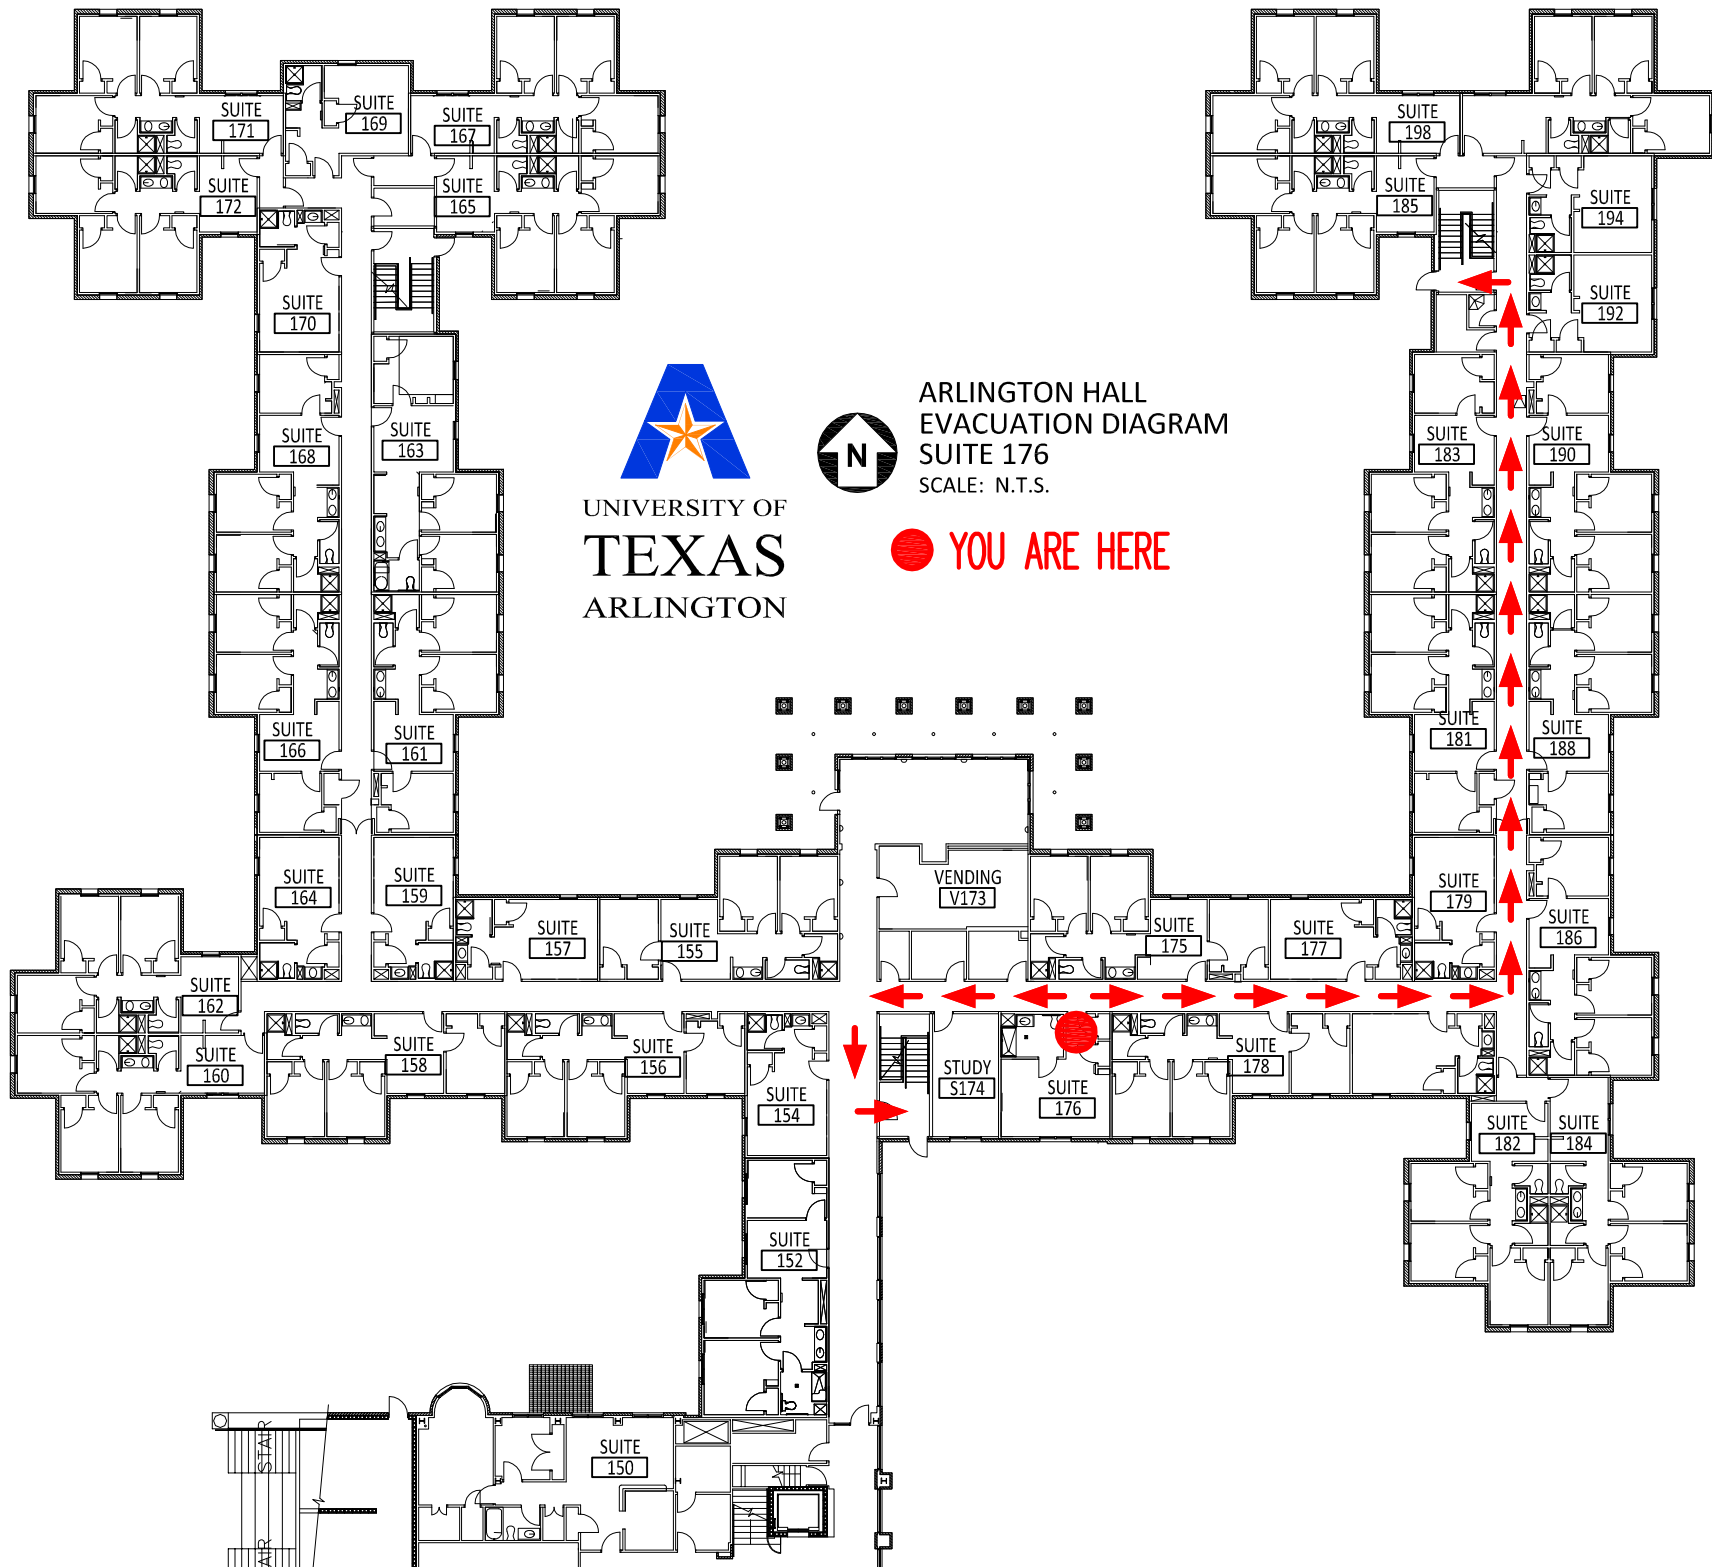 SUITE
171
SUITE
169
SUITE
167
SUITE
172
SUITE
165
SUITE
170
SUITE
168
SUITE
163
SUITE
166
SUITE
161
SUITE
164
SUITE
159
SUITE
198
SUITE
185
SUITE
194
SUITE
192
SUITE
183
SUITE
190
SUITE
181
SUITE
188
SUITE
179
SUITE
186
UNIVERSITY OF
TEXAS
ARLINGTON
N
ARLINGTON HALL
EVACUATION DIAGRAM
SUITE 176
SCALE: N.T.S.
YOU ARE HERE
VENDING
V173
SUITE
157
SUITE
155
SUITE
175
SUITE
177
SUITE
162
SUITE
160
SUITE
158
SUITE
156
SUITE
154
STUDY
S174
SUITE
176
SUITE
178
SUITE
182
SUITE
184
SUITE
152
SUITE
150
STAIR
AIR